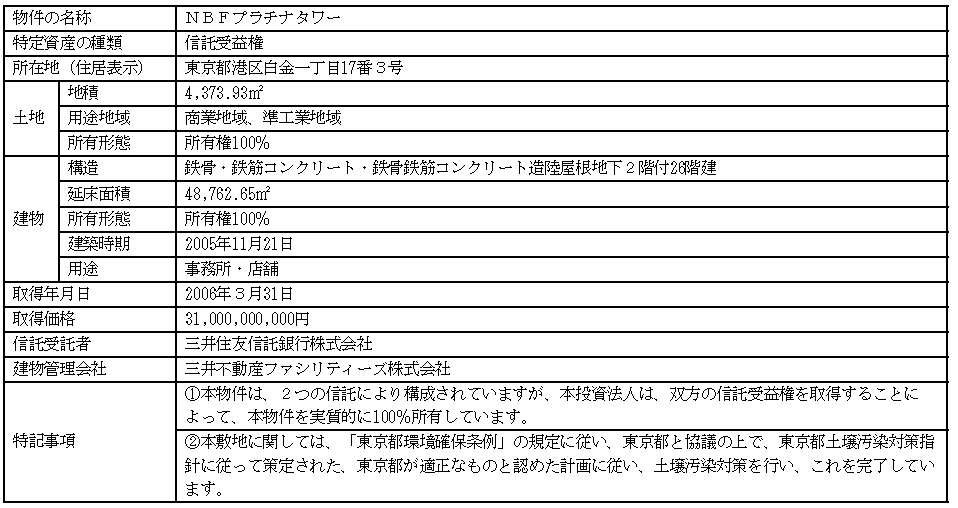 物件の名称 ＮＢＦプラチナタワー
特定資産の種類 信託受益権
所在地（住居表示） 東京都港区白金一丁目17番３号
土地 地積 4,373.93㎡
用途地域 商業地域、準工業地域
所有形態 所有権100%
建物 構造 鉄骨・鉄筋コンクリート・鉄骨鉄筋コンクリート造陸屋根地下２階付26階建
延床面積 48,762.65㎡
所有形態 所有権100%
建築時期 2005年11月21日
用途 事務所・店舗
取得年月日 2006年３月31日
取得価格 31,000,000,000円
信託受託者 三井住友信託銀行株式会社
建物管理会社 三井不動産ファシリティーズ株式会社
特記事項 ①本物件は、２つの信託により構成されていますが、本投資法人は、双方の信託受益権を取得することに
よって、本物件を実質的に100%所有しています。
②本敷地に関しては、「東京都環境確保条例」の規定に従い、東京都と協議の上で、東京都土壌汚染対策指
針に従って策定された、東京都が適正なものと認めた計画に従い、土壌汚染対策を行い、これを完了してい
ます。